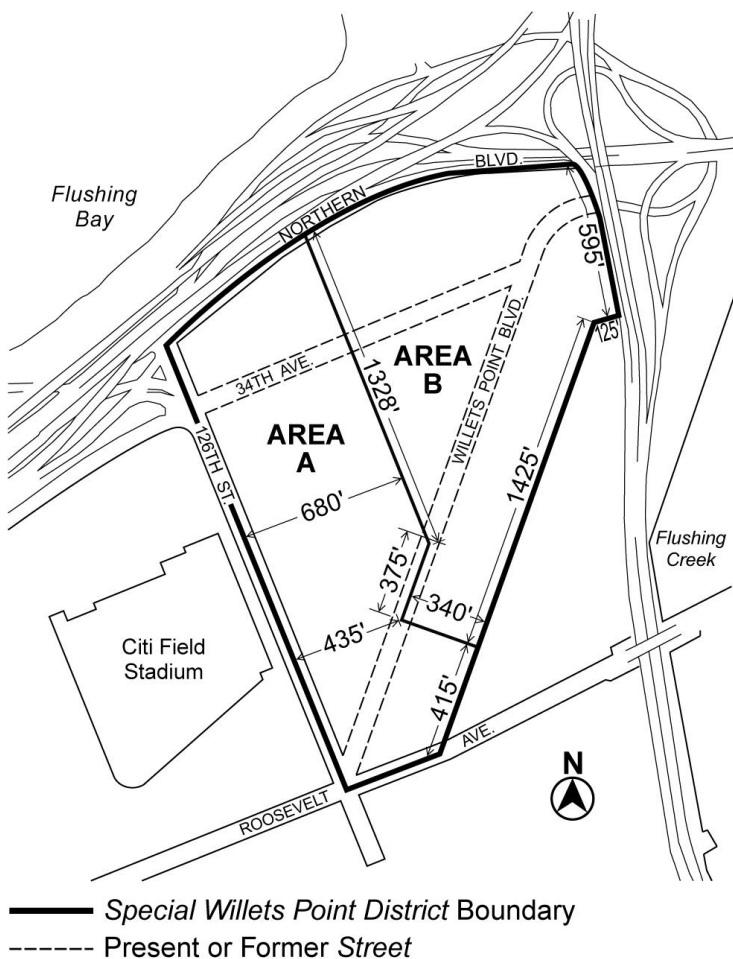 Flushing
Bay
NORTHERN
BLVD.
595'
125'
34TH AVE.
1328'
AREA
B
WILLETS POINT BLVD.
AREA
A
126TH ST.
680'
1425'
Flushing
Creek
375'
340'
435'
Citi Field
Stadium
415'
ROOSEVELT
AVE.
N
Special Willets Point District Boundary
Present or Former Street